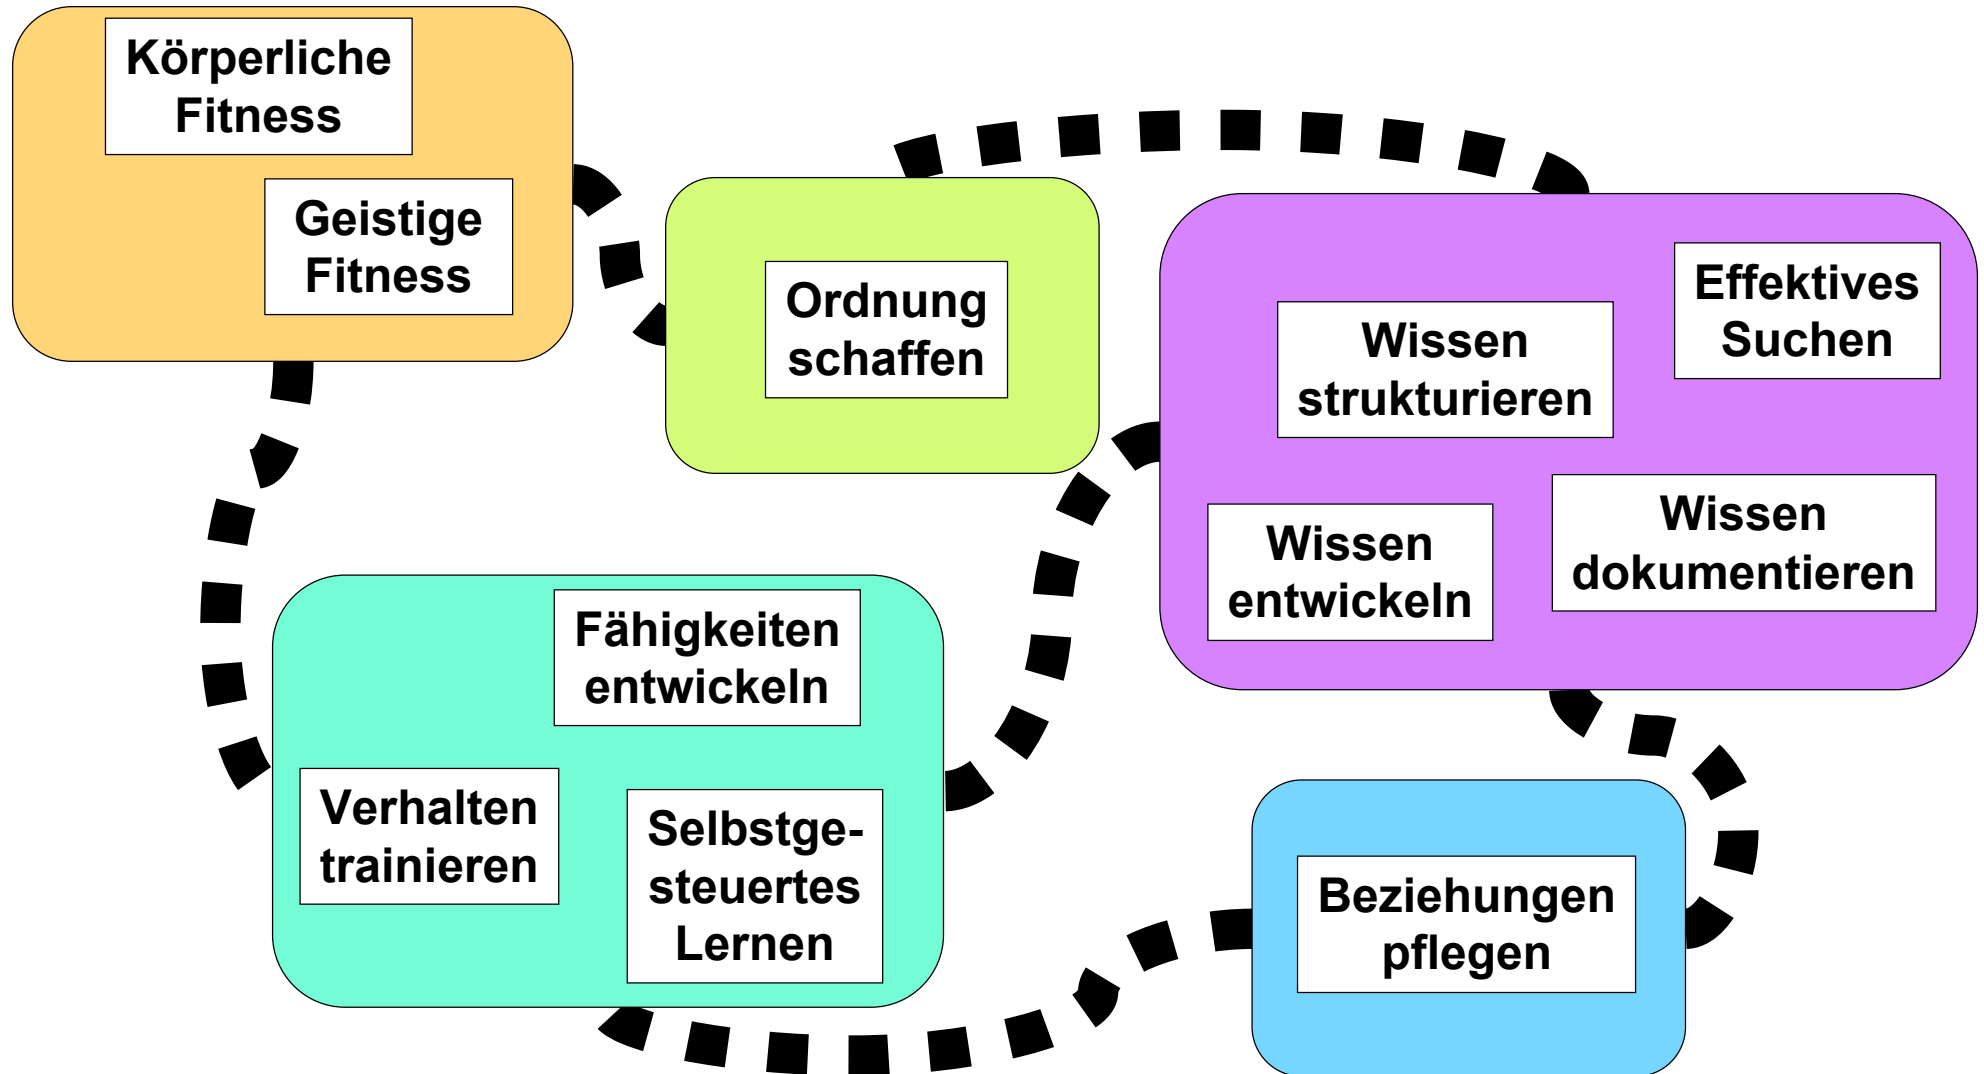 Körperliche
Fitness
Geistige
Fitness
Ordnung
schaffen
Effektives
Suchen
Wissen
strukturieren
Wissen
dokumentieren
Wissen
entwickeln
Fähigkeiten
entwickeln
Verhalten
trainieren
Selbstge-
steuertes
Lernen
Beziehungen
pflegen